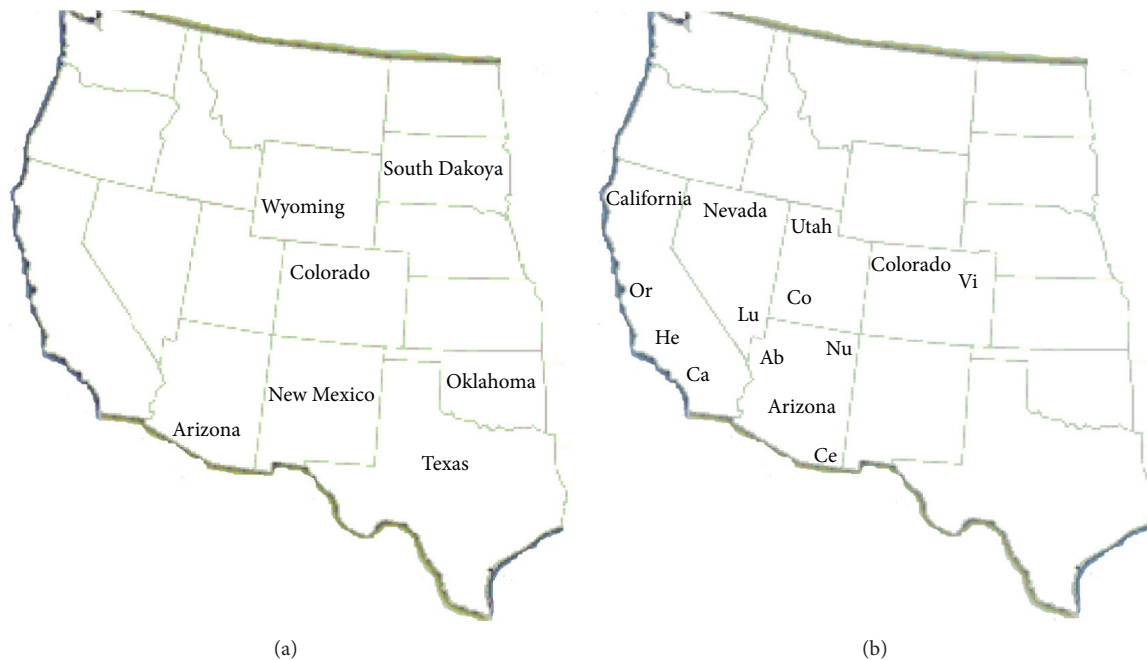 South Dakoya
Wyoming
Colorado
New Mexico
Oklahoma
Arizona
Texas
(a)
California
Nevada
Utah
Colorado
Vi
Or
Co
Lu
He
Nu
Ab
Ca
Arizona
Ce
(b)